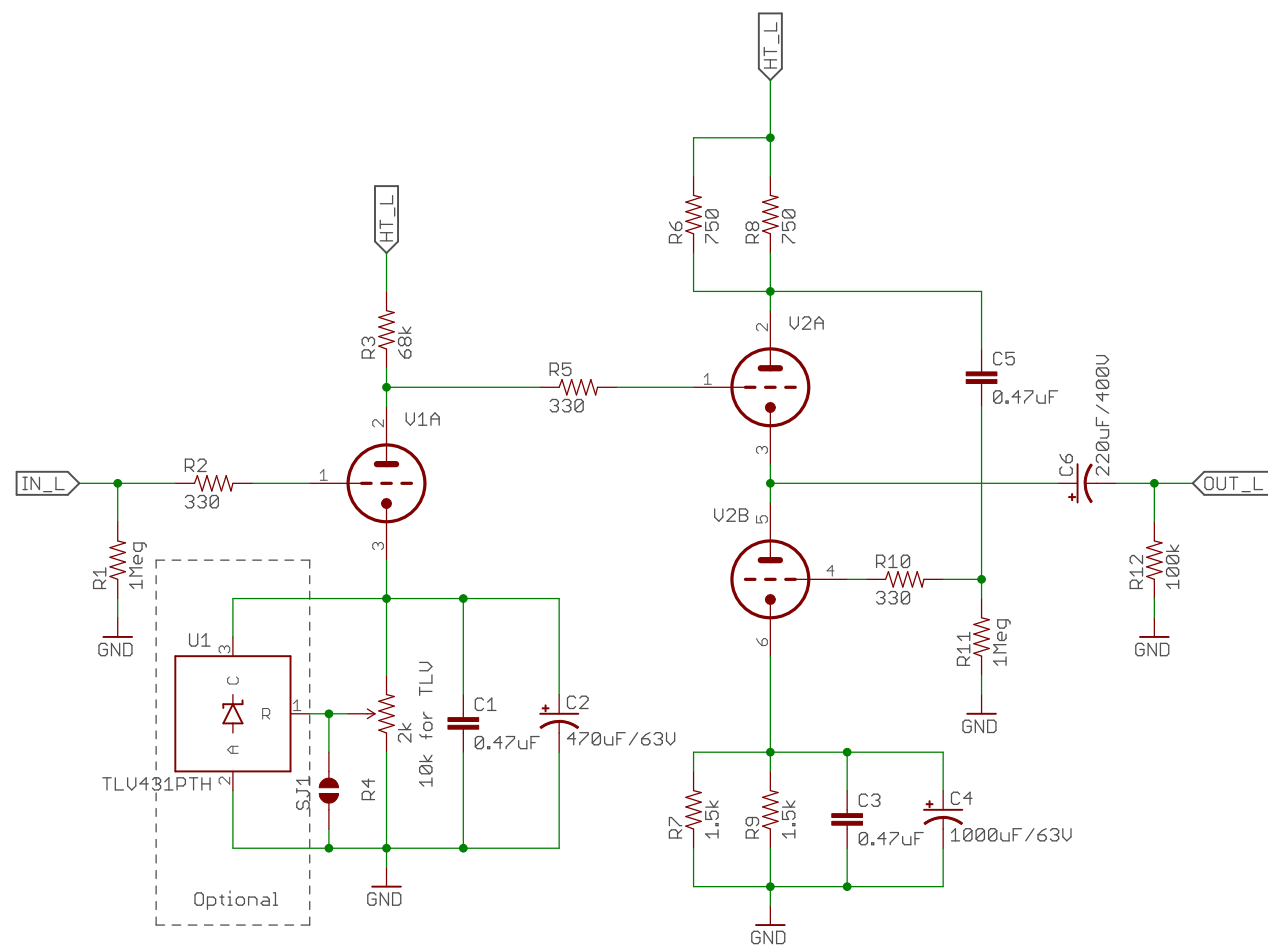 HT_L
HT_L
R6
750
R8
750
R3
68k
V2A
2
R5
330
1
C5
0.47uF
V1A
2
3
C6
220uF/400V
IN_L
R2
330
1
OUT_L
V2B
5
R1
1Meg
3
R10
330
4
R12
100k
GND
U1
3
6
R11
1Meg
GND
C
R
1
A
2k
10k for TLV
C1
0.47uF
C2
470uF/63V
GND
TLV431PTH
2
SJ1
R4
R7
1.5k
R9
1.5k
C3
0.47uF
C4
1000uF/63V
Optional
GND
GND